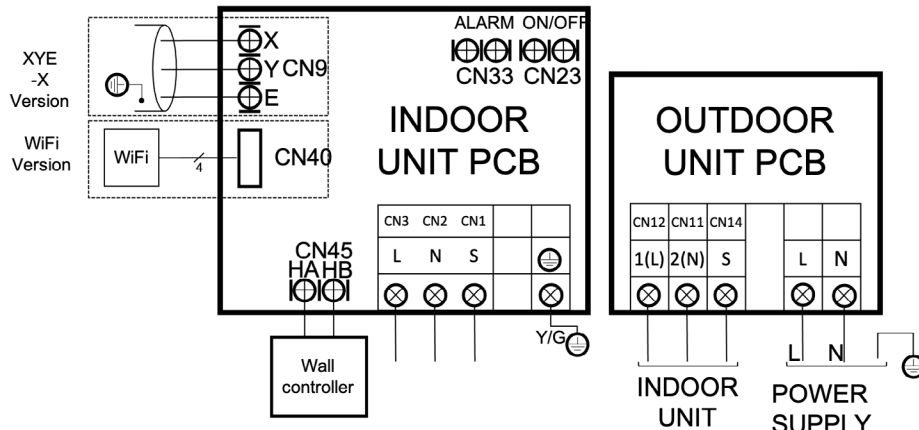 XYE
-X
Version
X
Y
E
CN9
WiFi
Version
WiFi
4
CN40
ALARM ON/OFF
CN33 CN23
INDOOR
UNIT PCB
CN3 CN2 CN1
L N S
Y/G
CN45
HA HB
Wall
controller
OUTDOOR
UNIT PCB
CN12 CN11 CN14
1(L) 2(N) S
L N
L N
INDOOR
UNIT
POWER
SUPPLY